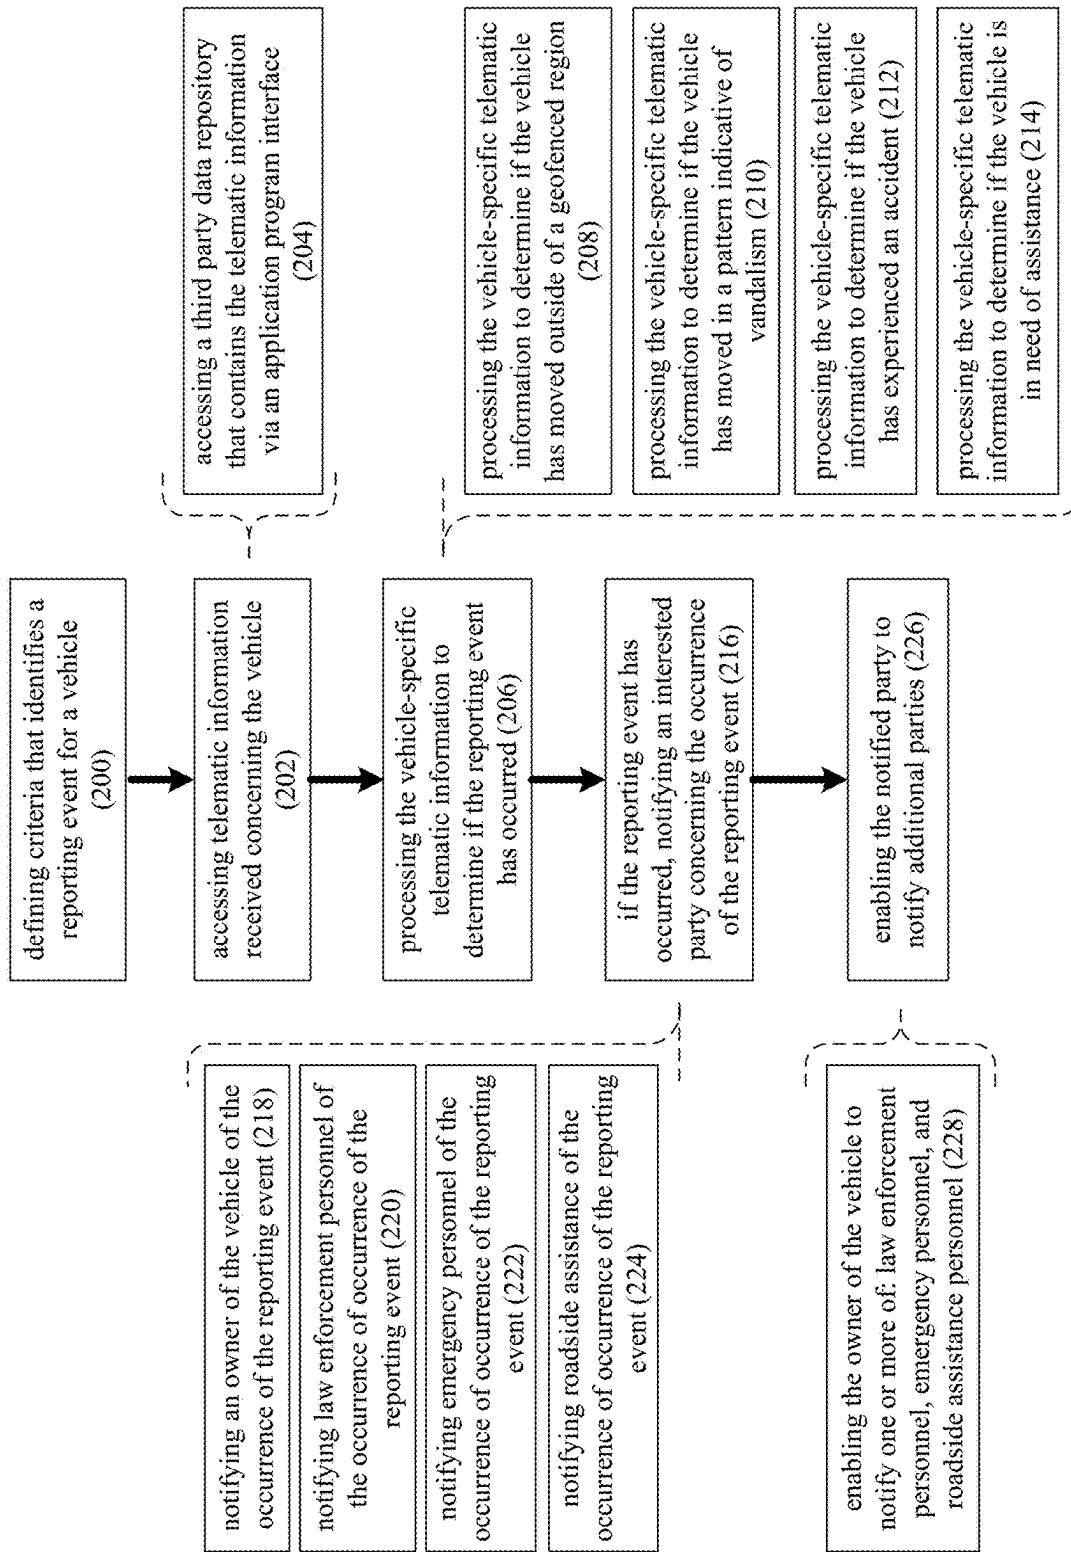 defining criteria that identifies a
reporting event for a vehicle
(200)
accessing telematic information
received concerning the vehicle
(202)
accessing a third party data repository
that contains the telematic information
via an application program interface
(204)
processing the vehicle-specific
telematic information to
determine if the reporting event
has occurred (206)
processing the vehicle-specific telematic
information to determine if the vehicle
has moved outside of a geofenced region
(208)
processing the vehicle-specific telematic
information to determine if the vehicle
has moved in a pattern indicative of
vandalism (210)
processing the vehicle-specific telematic
information to determine if the vehicle
has experienced an accident (212)
processing the vehicle-specific telematic
information to determine if the vehicle is
in need of assistance (214)
if the reporting event has
occurred, notifying an interested
party concerning the occurrence
of the reporting event (216)
notifying an owner of the vehicle of the
occurrence of the reporting event (218)
notifying law enforcement personnel of
the occurrence of occurrence of the
reporting event (220)
notifying emergency personnel of the
occurrence of occurrence of the reporting
event (222)
notifying roadside assistance of the
occurrence of occurrence of the reporting
event (224)
enabling the notified party to
notify additional parties (226)
enabling the owner of the vehicle to
notify one or more of: law enforcement
personnel, emergency personnel, and
roadside assistance personnel (228)